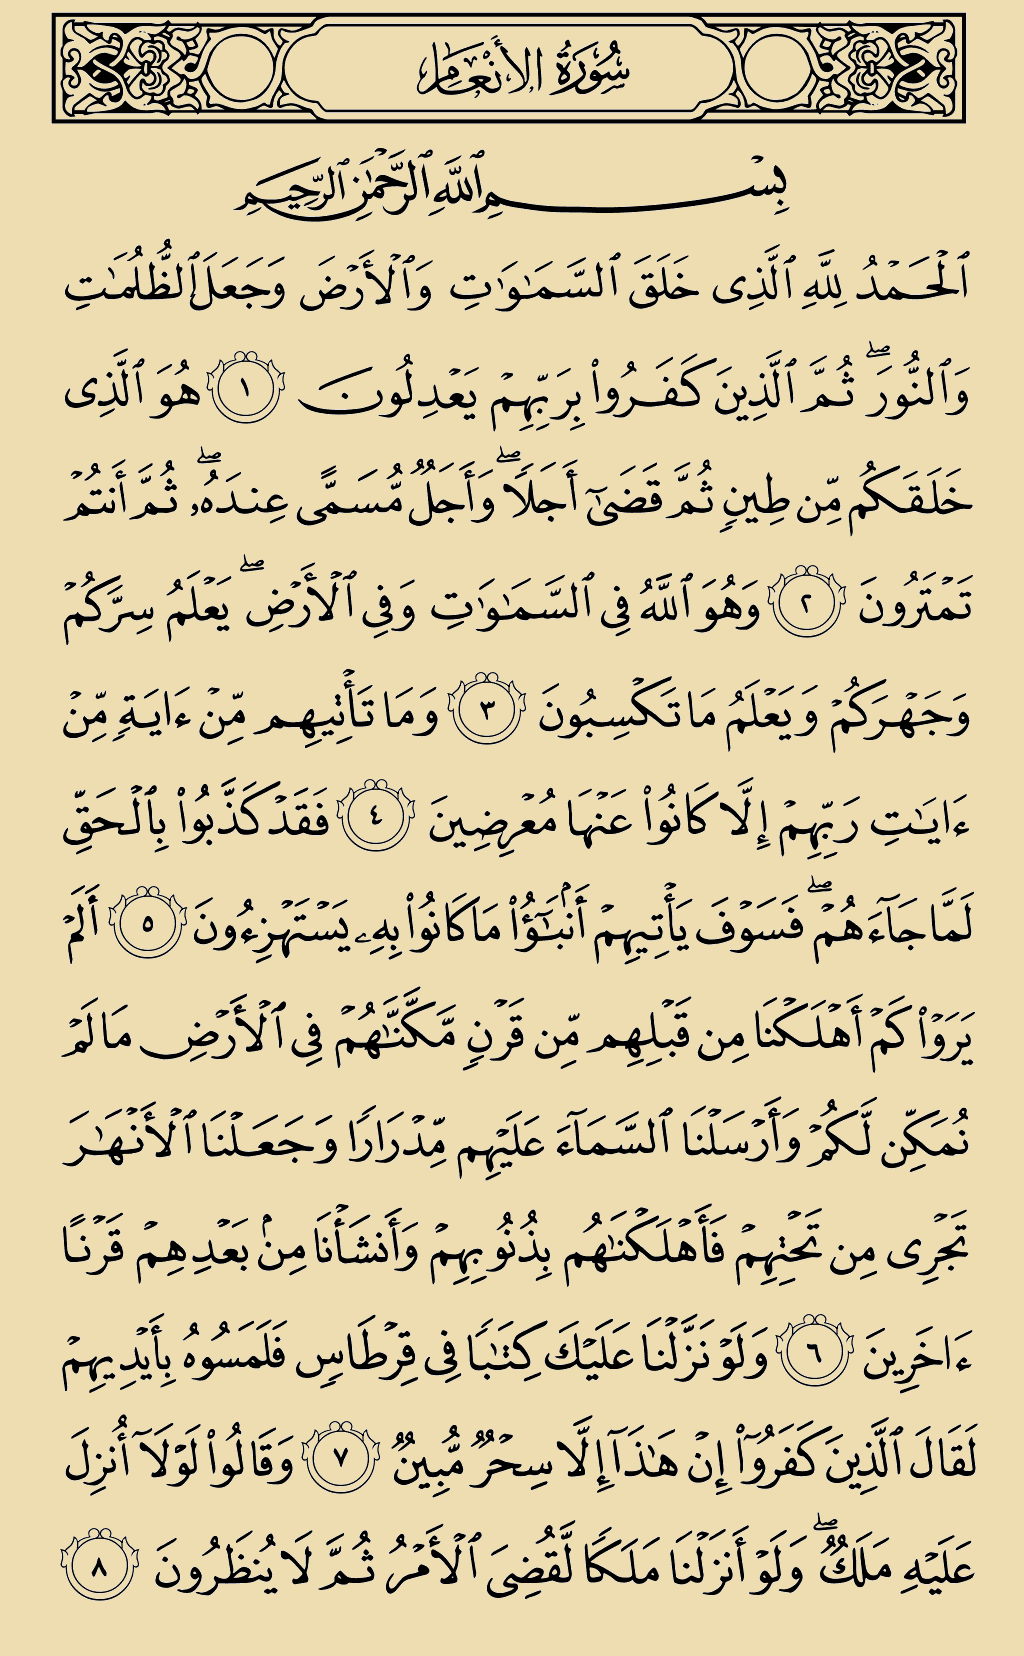 سُورَةُ الأَنْعَامِ
بِسْمِ ٱللَّهِ ٱلرَّحْمَٰنِ ٱلرَّحِيمِ
ٱلْحَمْدُ لِلَّهِ ٱلَّذِى خَلَقَ ٱلسَّمَٰوَٰتِ وَٱلْأَرْضَ وَجَعَلَ ٱلظُّلُمَٰتِ
وَٱلنُّورَ ۖ ثُمَّ ٱلَّذِينَ كَفَرُوا۟ بِرَبِّهِمْ يَعْدِلُونَ ١ هُوَ ٱلَّذِى
خَلَقَكُم مِّن طِينٍ ثُمَّ قَضَىٰٓ أَجَلًا ۖ وَأَجَلٌ مُّسَمًّى عِندَهُۥ ۖ ثُمَّ أَنتُمْ
تَمْتَرُونَ ٢ وَهُوَ ٱللَّهُ فِى ٱلسَّمَٰوَٰتِ وَفِى ٱلْأَرْضِ ۖ يَعْلَمُ سِرَّكُمْ
وَجَهْرَكُمْ وَيَعْلَمُ مَا تَكْسِبُونَ ٣ وَمَا تَأْتِيهِم مِّنْ ءَايَةٍ مِّنْ
ءَايَٰتِ رَبِّهِمْ إِلَّا كَانُوا۟ عَنْهَا مُعْرِضِينَ ٤ فَقَدْ كَذَّبُوا۟ بِٱلْحَقِّ
لَمَّا جَآءَهُمْ ۖ فَسَوْفَ يَأْتِيهِمْ أَنۢبَٰٓؤُا۟ مَا كَانُوا۟ بِهِۦ يَسْتَهْزِءُونَ ٥ أَلَمْ
يَرَوْا۟ كَمْ أَهْلَكْنَا مِن قَبْلِهِم مِّن قَرْنٍ مَّكَّنَّٰهُمْ فِى ٱلْأَرْضِ مَا لَمْ
نُمَكِّن لَّكُمْ وَأَرْسَلْنَا ٱلسَّمَآءَ عَلَيْهِم مِّدْرَارًا وَجَعَلْنَا ٱلْأَنْهَٰرَ
تَجْرِى مِن تَحْتِهِمْ فَأَهْلَكْنَٰهُم بِذُنُوبِهِمْ وَأَنشَأْنَا مِنۢ بَعْدِهِمْ قَرْنًا
ءَاخَرِينَ ٦ وَلَوْ نَزَّلْنَا عَلَيْكَ كِتَٰبًا فِى قِرْطَاسٍ فَلَمَسُوهُ بِأَيْدِيهِمْ
لَقَالَ ٱلَّذِينَ كَفَرُوٓا۟ إِنْ هَٰذَآ إِلَّا سِحْرٌ مُّبِينٌ ٧ وَقَالُوا۟ لَوْلَآ أُنزِلَ
عَلَيْهِ مَلَكٌ ۖ وَلَوْ أَنزَلْنَا مَلَكًا لَّقُضِىَ ٱلْأَمْرُ ثُمَّ لَا يُنظَرُونَ ٨